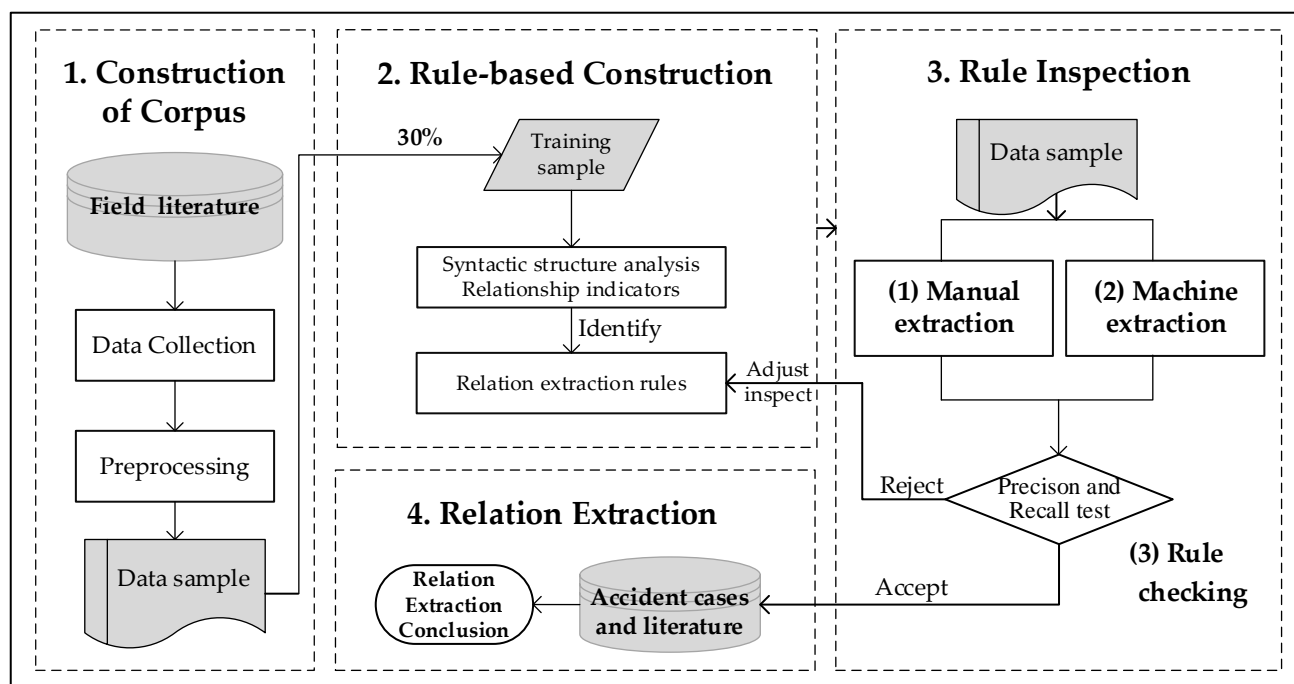 1. Construction
of Corpus
Field literature
Data Collection
Preprocessing
Data sample
2. Rule-based Construction
30%
Training
sample
Syntactic structure analysis
Relationship indicators
Identify
Relation extraction rules
Adjust
inspect
3. Rule Inspection
Data sample
(1) Manual
extraction
(2) Machine
extraction
Reject
Precison and
Recall test
(3) Rule
checking
Accept
4. Relation Extraction
Relation
Extraction
Conclusion
Accident cases
and literature